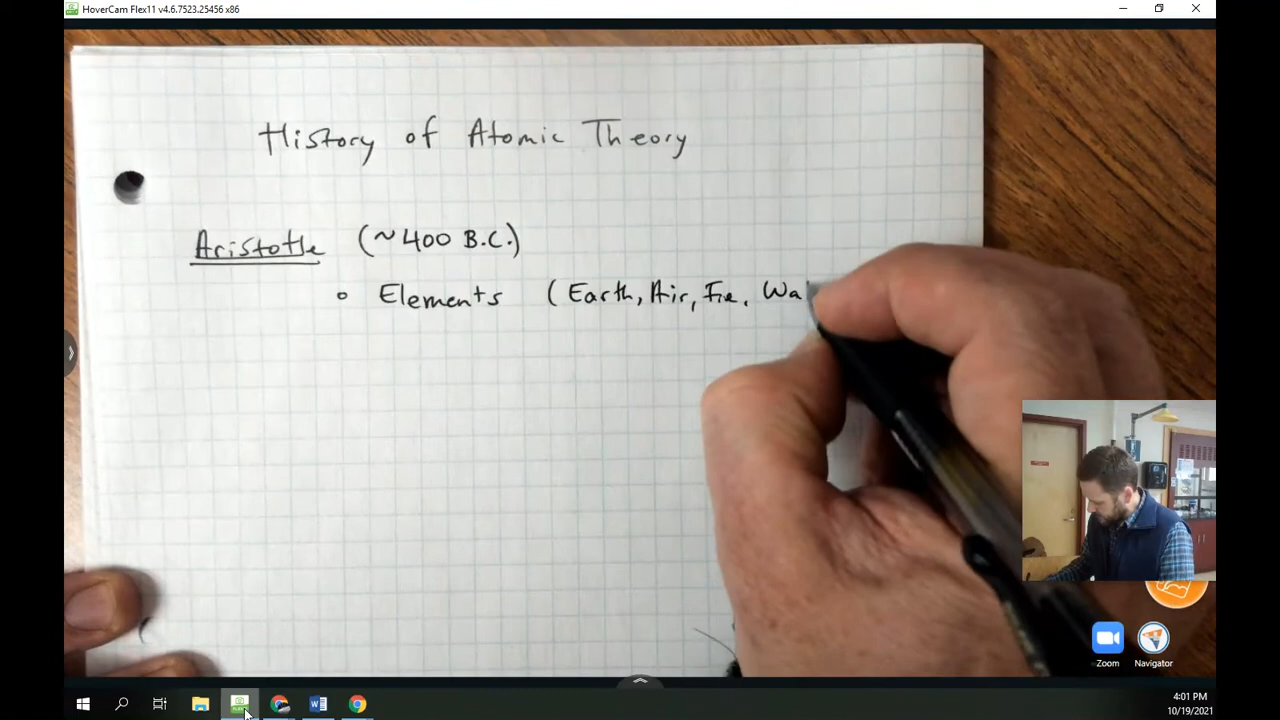 HoverCam Flex11 v4.6.7523.25456 x86
History of Atomic Theory
Aristotle (~400 B.C.)
o Elements (Earth, Air, Fire, Wa
Zoom
Navigator
4:01 PM
10/19/2021